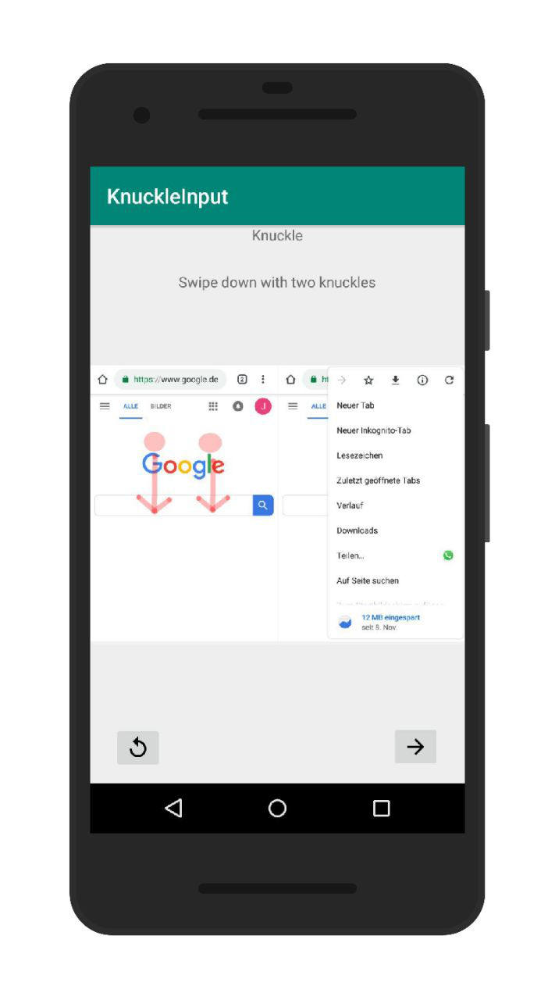 KnuckleInput
Knuckle
Swipe down with two knuckles
https://www.google.de
2
ALLE BILDER
J
Google
ht
ALLE
Neuer Tab
Neuer Inkognito-Tab
Lesezeichen
Zuletzt geöffnete Tabs
Verlauf
Downloads
Teilen...
Auf Seite suchen
12 MB eingespart
seit 8. Nov.